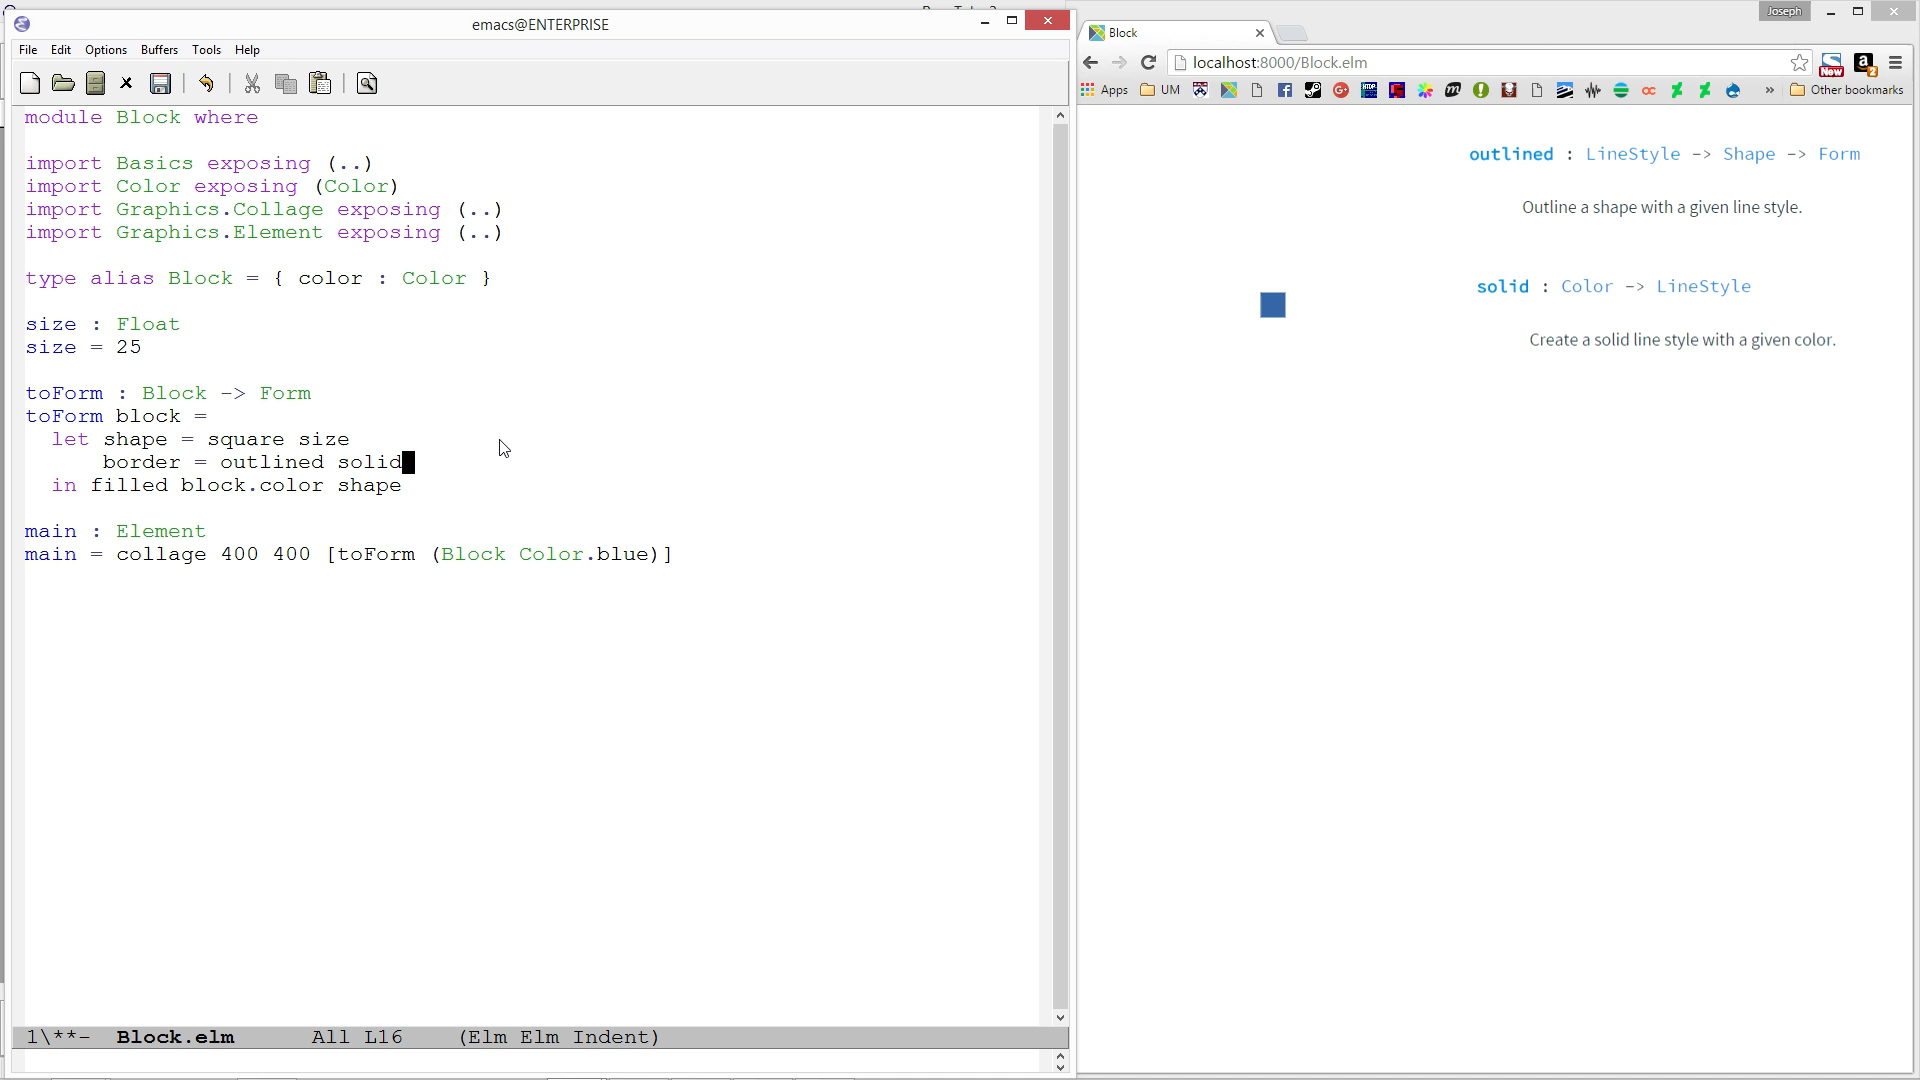 emacs@ENTERPRISE
File Edit Options Buffers Tools Help
module Block where
import Basics exposing (..)
import Color exposing (Color)
import Graphics.Collage exposing (..)
import Graphics.Element exposing (..)
type alias Block = { color : Color }
size : Float
size = 25
toForm : Block -> Form
toForm block =
let shape = square size
border = outlined solid
in filled block.color shape
main : Element
main = collage 400 400 [toForm (Block Color.blue)]
1\**- Block.elm All L16 (Elm Elm Indent)
Joseph
Block
localhost:8000/Block.elm
New
2
Apps UM » Other bookmarks
outlined : LineStyle -> Shape -> Form
Outline a shape with a given line style.
solid : Color -> LineStyle
Create a solid line style with a given color.